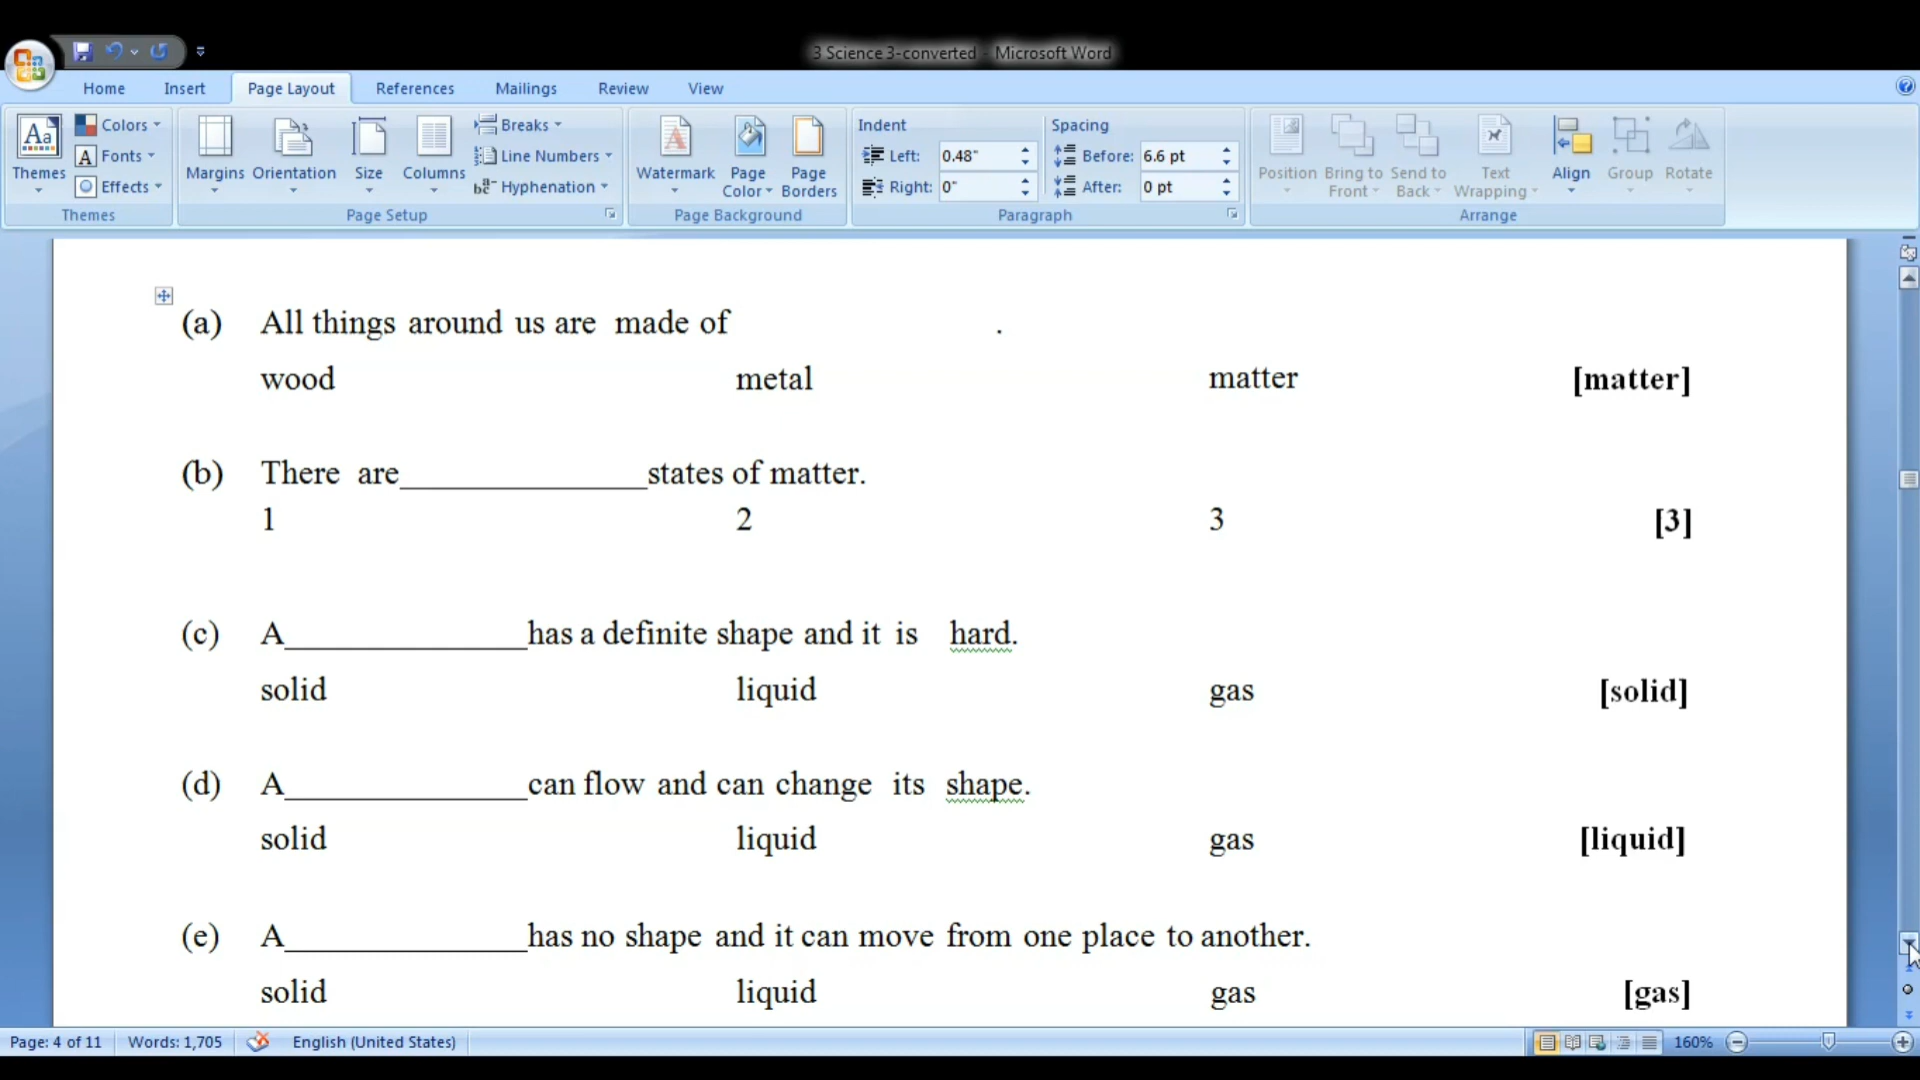 3 Science 3-converted - Microsoft Word
Home Insert Page Layout References Mailings Review View
Aa Themes Colors Fonts Effects Themes
Margins Orientation Size Columns Breaks Line Numbers Hyphenation Page Setup
Watermark Page Color Page Borders Page Background
Indent Left: 0.48" Right: 0" Spacing Before: 6.6 pt After: 0 pt Paragraph
Position Bring to Front Send to Back Text Wrapping Align Group Rotate Arrange
(a) All things around us are made of .
wood metal matter [matter]
(b) There are_______________states of matter.
1 2 3 [3]
(c) A_______________has a definite shape and it is hard.
solid liquid gas [solid]
(d) A_______________can flow and can change its shape.
solid liquid gas [liquid]
(e) A_______________has no shape and it can move from one place to another.
solid liquid gas [gas]
Page: 4 of 11 Words: 1,705 English (United States) 160%